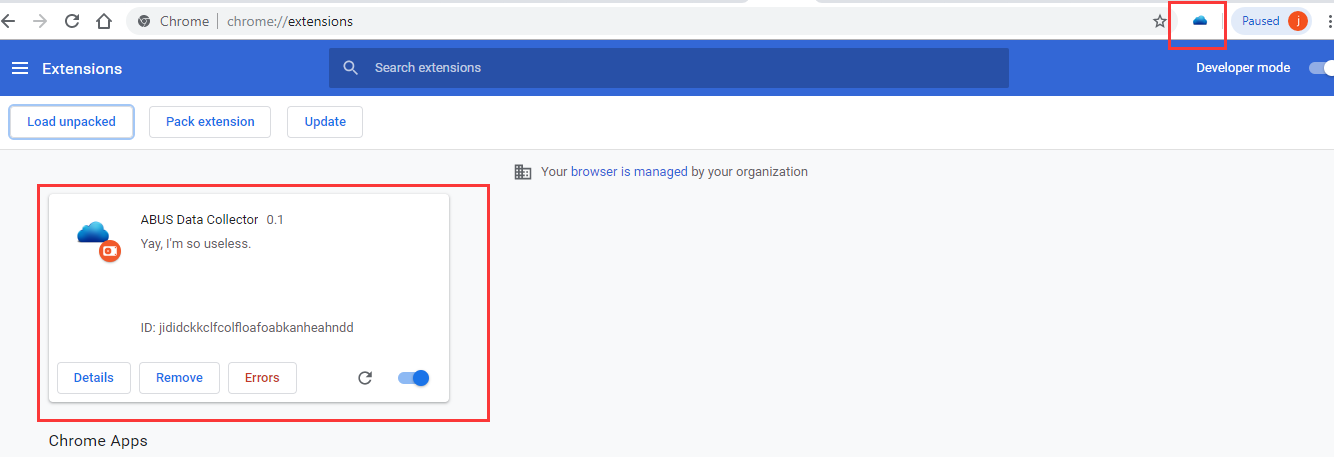 Chrome | chrome://extensions
Paused j
Extensions
Search extensions
Developer mode
Load unpacked
Pack extension
Update
Your browser is managed by your organization
ABUS Data Collector 0.1
Yay, I'm so useless.
ID: jididckkclfcolfloafoabkanheahndd
Details
Remove
Errors
Chrome Apps